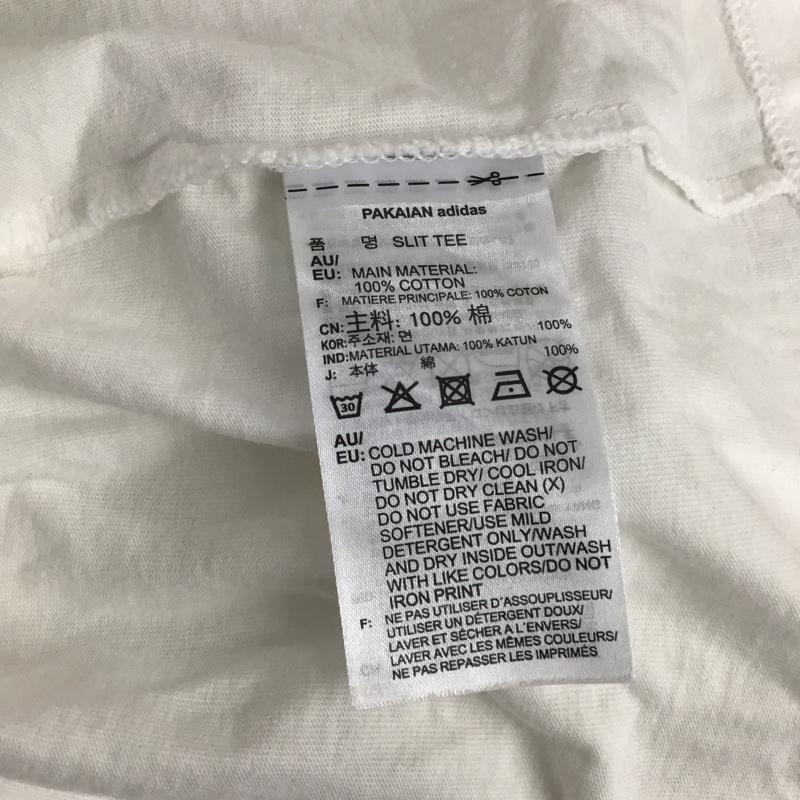 PAKAIAN adidas
품 명 SLIT TEE
AU/
EU: MAIN MATERIAL:
100% COTTON
F: MATIERE PRINCIPALE: 100% COTON
CN: 主料: 100% 棉
KOR: 주소재: 면 100%
IND: MATERIAL UTAMA: 100% KATUN
J: 本体 綿 100%
30
AU/
EU: COLD MACHINE WASH/
DO NOT BLEACH/ DO NOT
TUMBLE DRY/ COOL IRON/
DO NOT DRY CLEAN (X)
DO NOT USE FABRIC
SOFTENER/USE MILD
DETERGENT ONLY/WASH
AND DRY INSIDE OUT/WASH
WITH LIKE COLORS/DO NOT
IRON PRINT
F: NE PAS UTILISER D'ASSOUPLISSEUR/
UTILISER UN DÉTERGENT DOUX/
LAVER ET SÉCHER A L'ENVERS/
LAVER AVEC LES MÊMES COULEURS/
NE PAS REPASSER LES IMPRIMÉS